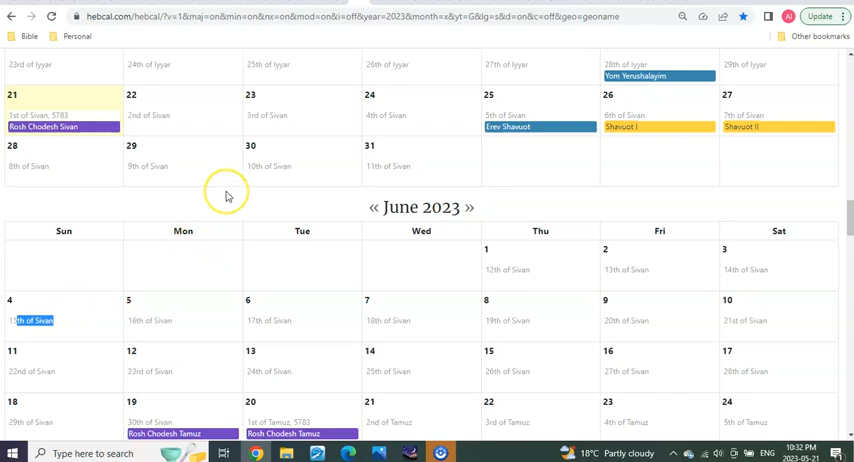 hebcal.com/hebcal/?v=1&maj=on&min=on&nx=on&mod=on&i=off&year=2023&month=x&yt=G&lg=s&d=on&c=off&geo=geoname
AI
Update
Bible
Personal
Other bookmarks
23rd of Iyyar 24th of Iyyar 25th of Iyyar 26th of Iyyar 27th of Iyyar 28th of Iyyar 29th of Iyyar
Yom Yerushalayim
21 22 23 24 25 26 27
1st of Sivan, 5783 2nd of Sivan 3rd of Sivan 4th of Sivan 5th of Sivan 6th of Sivan 7th of Sivan
Rosh Chodesh Sivan Erev Shavuot Shavuot I Shavuot II
28 29 30 31
8th of Sivan 9th of Sivan 10th of Sivan 11th of Sivan
« June 2023 »
Sun Mon Tue Wed Thu Fri Sat
1 2 3
12th of Sivan 13th of Sivan 14th of Sivan
4 5 6 7 8 9 10
15th of Sivan 16th of Sivan 17th of Sivan 18th of Sivan 19th of Sivan 20th of Sivan 21st of Sivan
11 12 13 14 15 16 17
22nd of Sivan 23rd of Sivan 24th of Sivan 25th of Sivan 26th of Sivan 27th of Sivan 28th of Sivan
18 19 20 21 22 23 24
29th of Sivan 30th of Sivan 1st of Tamuz, 5783 2nd of Tamuz 3rd of Tamuz 4th of Tamuz 5th of Tamuz
Rosh Chodesh Tamuz Rosh Chodesh Tamuz
Type here to search
18°C Partly cloudy
ENG
10:32 PM
2023-05-21